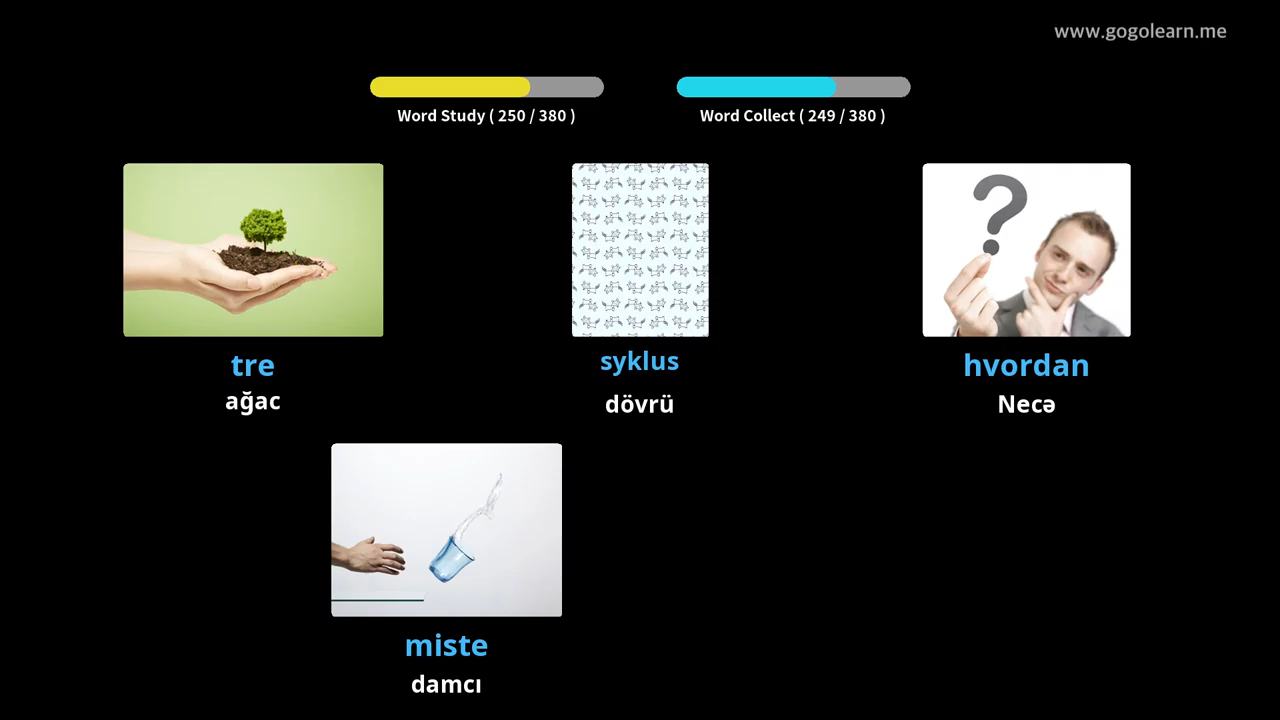 www.gogolearn.me
Word Study ( 250 / 380 )
Word Collect ( 249 / 380 )
tre
ağac
syklus
dövrü
hvordan
Necə
miste
damcı